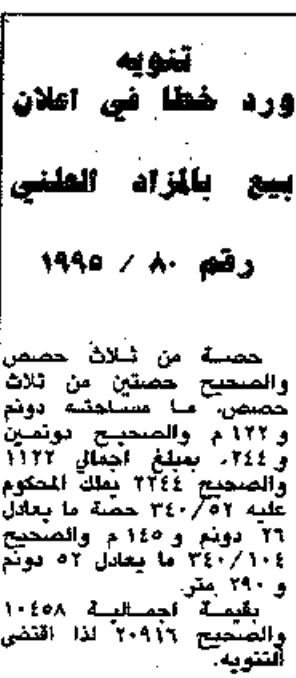 تنويه
ورد خطا في اعلان
بيع بالمزاد العلني
رقم ٨٠ / ١٩٩٥
حصة من ثلاث حصص
والصحيح حصتين من ثلاث
حصص، ما مساحته دونم
و ١٢٢ م والصحيح دونمين
و ٢٤٤، بمبلغ اجمالي ١١٢٢
والصحيح ٢٢٤٤ يملك المحكوم
عليه ٣٤٠/٥٢ حصة ما يعادل
٢٦ دونم و ١٤٥ م والصحيح
٣٤٠/١٠٤ ما يعادل ٥٢ دونم
و ٢٩٠ متر.
بقيمة اجمالية ١٠٤٥٨
والصحيح ٢٠٩١٦ لذا اقتضى
التنويه.